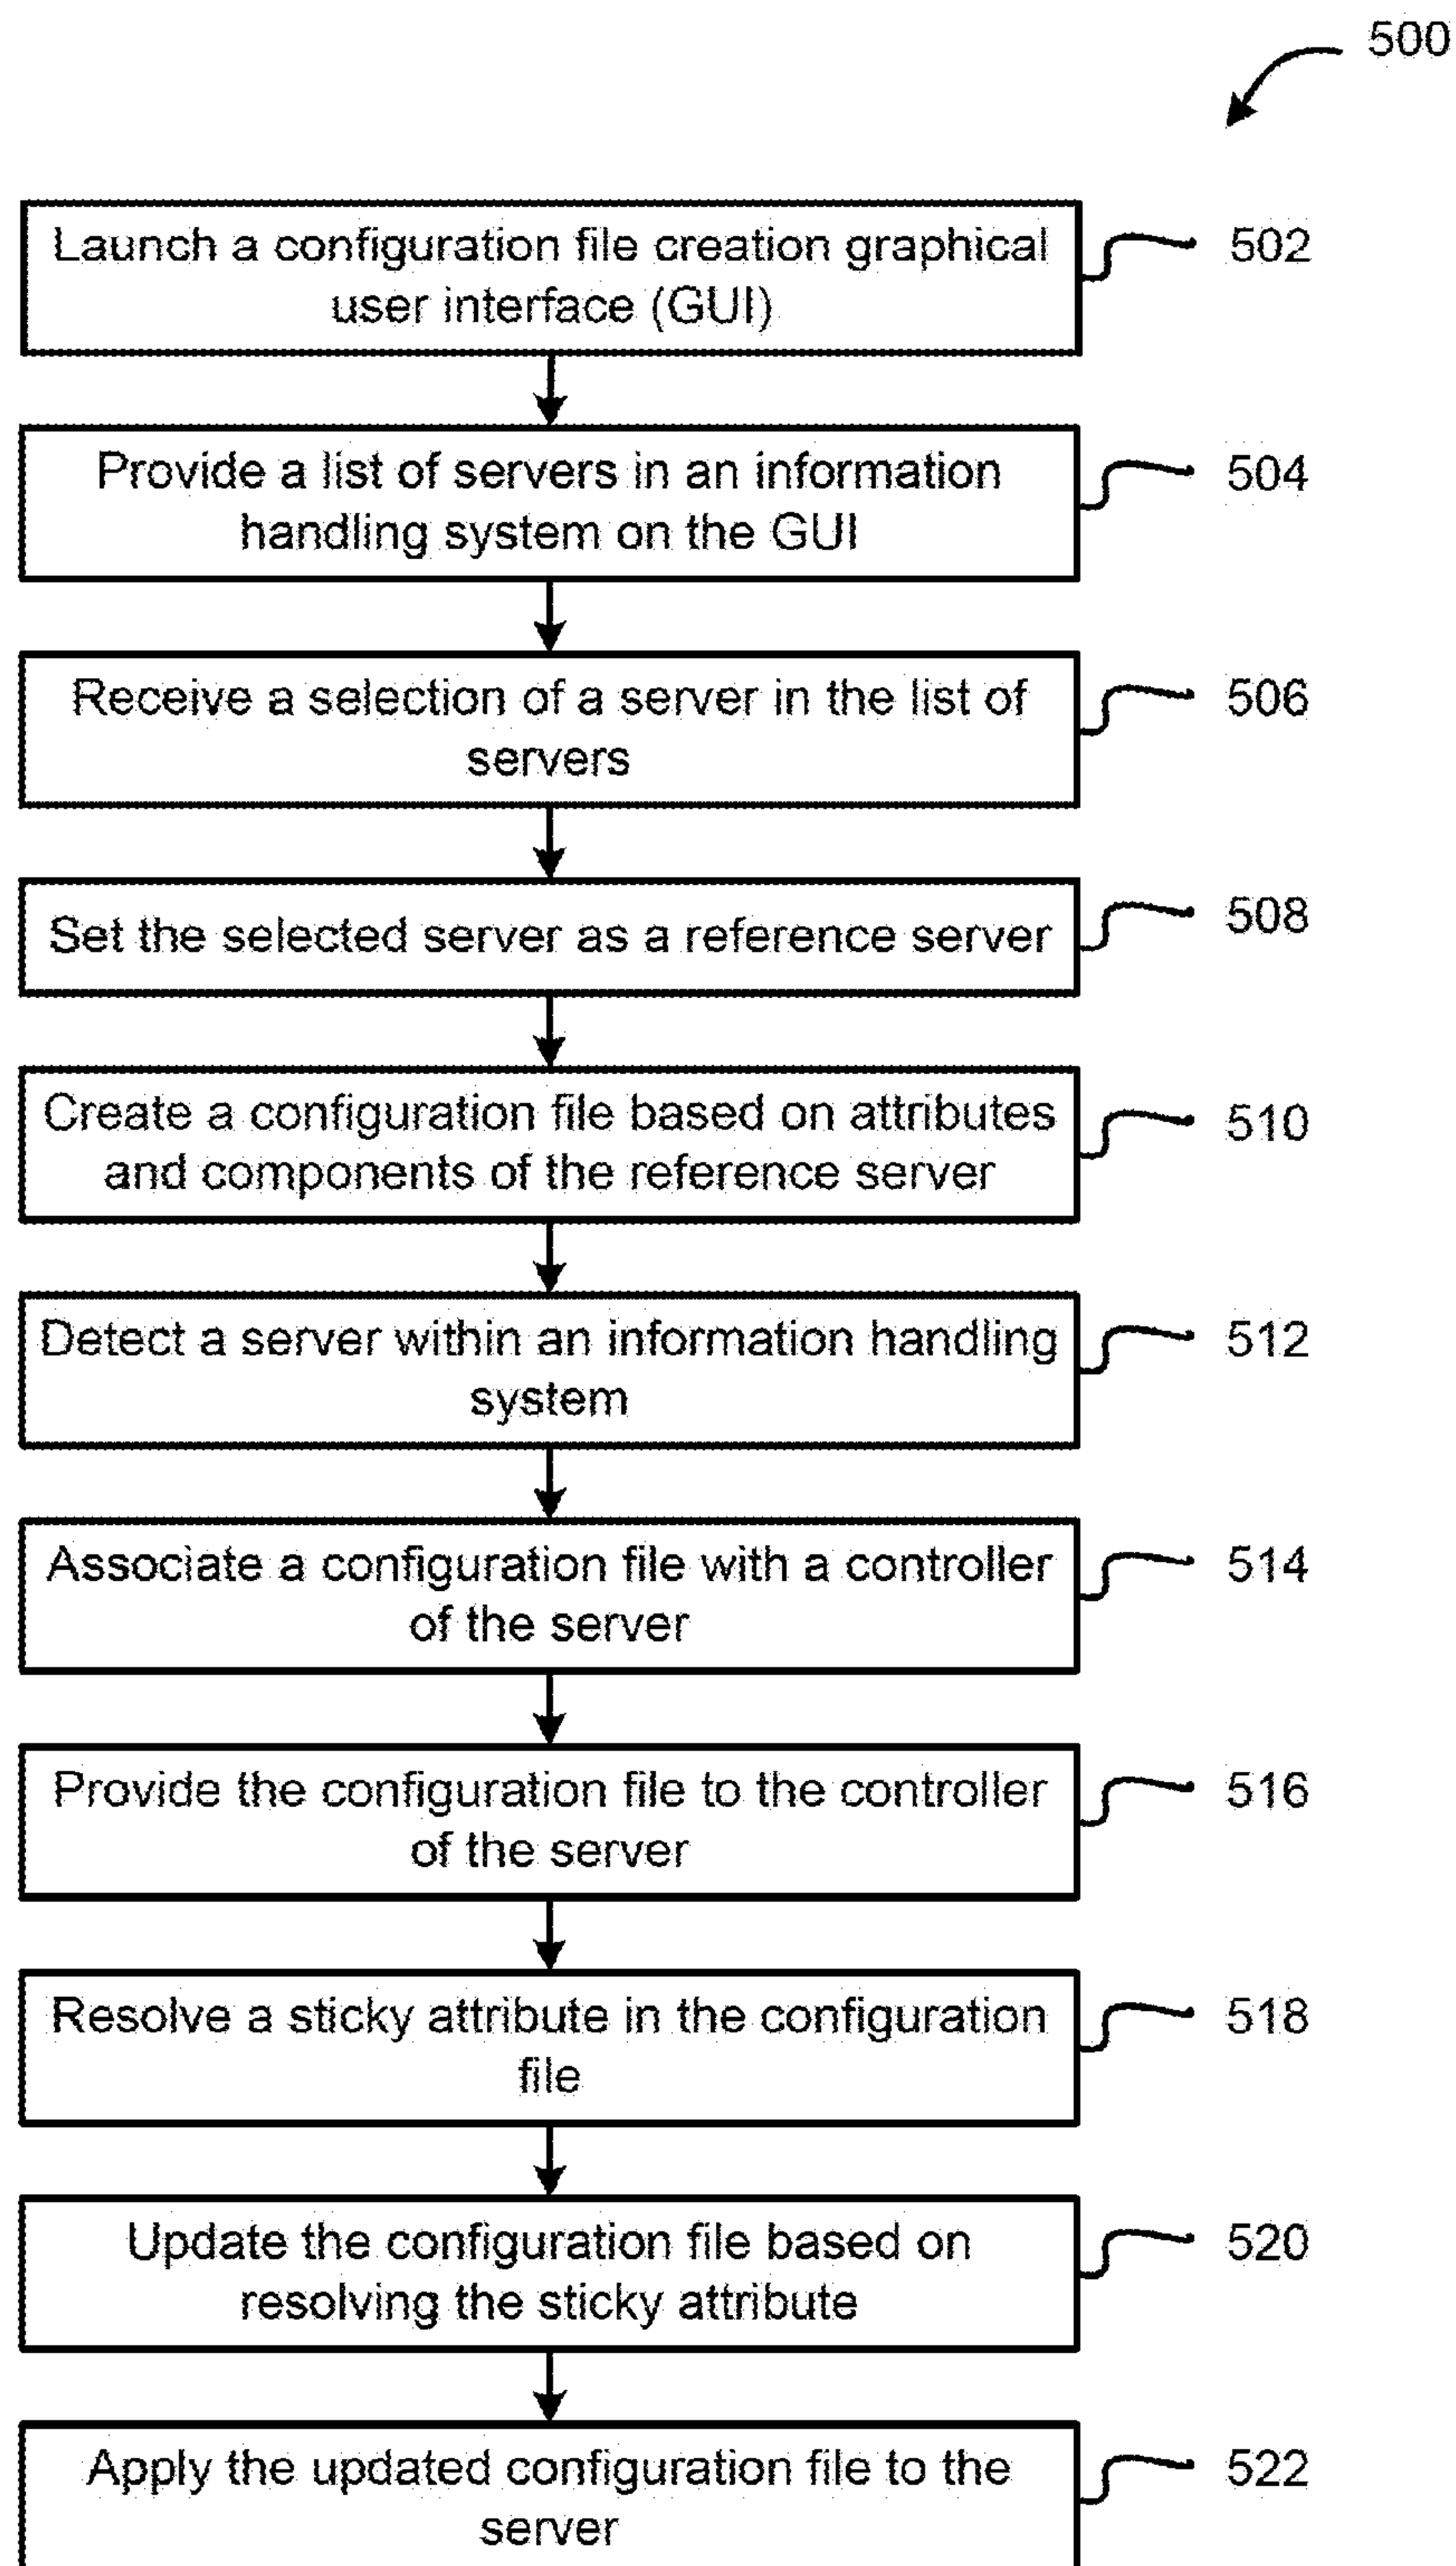 500
Launch a configuration file creation graphical
user interface (GUI)
502
Provide a list of servers in an information
handling system on the GUI
504
Receive a selection of a server in the list of
servers
506
Set the selected server as a reference server
508
Create a configuration file based on attributes
and components of the reference server
510
Detect a server within an information handling
system
512
Associate a configuration file with a controller
of the server
514
Provide the configuration file to the controller
of the server
516
Resolve a sticky attribute in the configuration
file
518
Update the configuration file based on
resolving the sticky attribute
520
Apply the updated configuration file to the
server
522